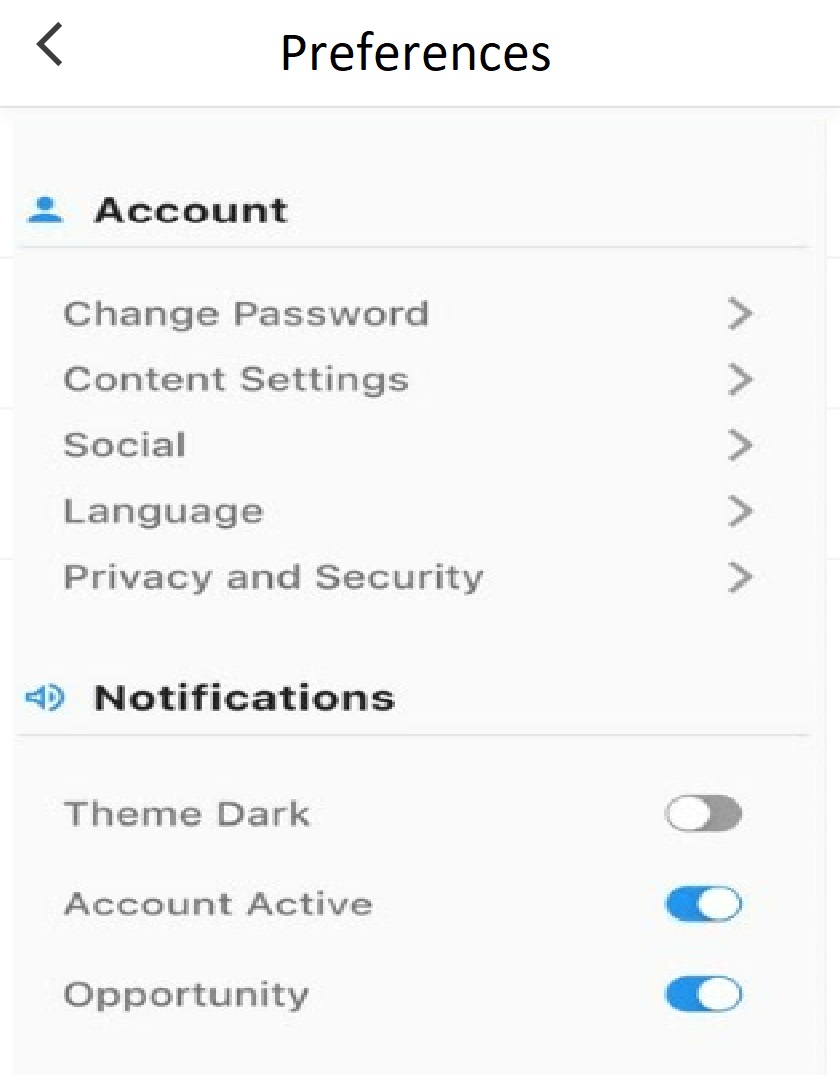 Preferences
Account
Change Password
Content Settings
Social
Language
Privacy and Security
Notifications
Theme Dark
Account Active
Opportunity